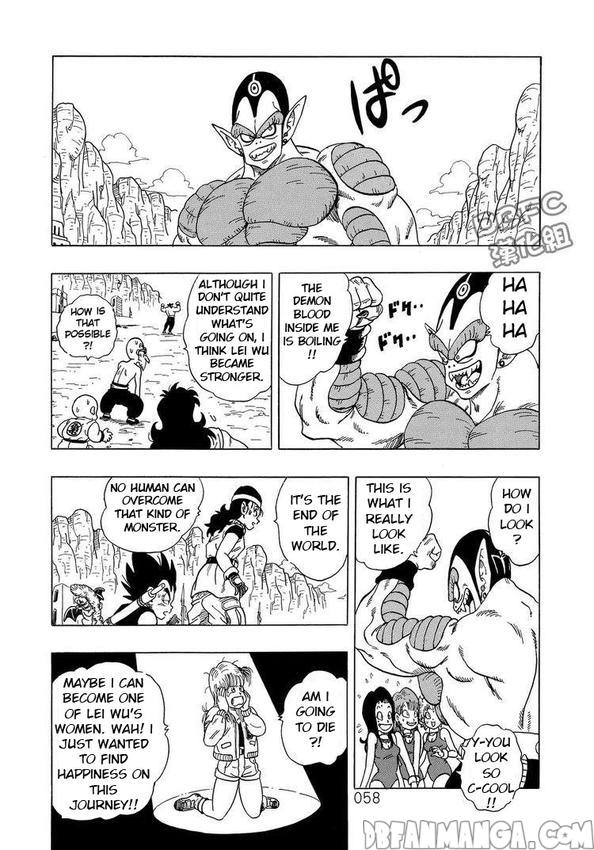 ぱっ
DBFC
漢化組
HA
HA
HA
THE
DEMON
BLOOD
INSIDE ME
IS BOILING
!!
ドク‥
ドク‥
ALTHOUGH I
DON'T QUITE
UNDERSTAND
WHAT'S
GOING ON, I
THINK LEI WU
BECAME
STRONGER.
HOW IS
THAT
POSSIBLE
?!
HOW DO
I
LOOK
?
THIS IS
WHAT I
REALLY
LOOK
LIKE.
Y-YOU
LOOK
SO
C-COOL
!!
IT'S THE
END OF
THE
WORLD.
NO HUMAN CAN
OVERCOME
THAT KIND OF
MONSTER.
AM I
GOING
TO DIE
?!
MAYBE I CAN
BECOME ONE
OF LEI WU'S
WOMEN. WAH! I
JUST WANTED
TO FIND
HAPPINESS ON
THIS
JOURNEY!!
058
DBFANMANGA.COM